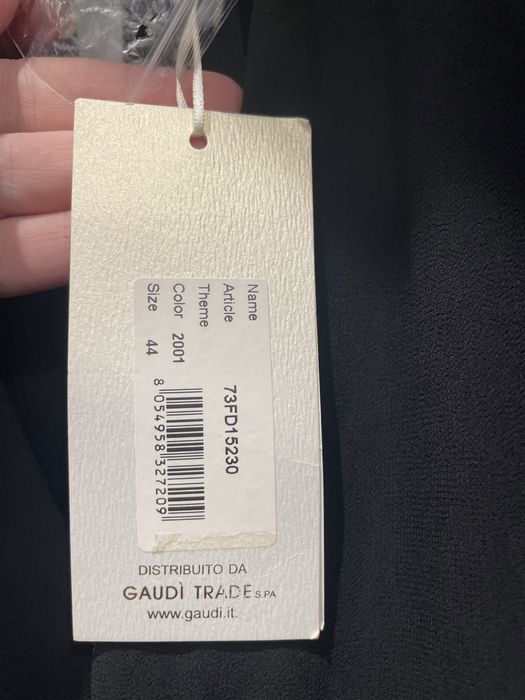 Name
Article 73FD15230
Theme
Color 2001
Size 44
8 054958 327209
DISTRIBUITO DA
GAUDÌ TRADE S.PA
www.gaudi.it.